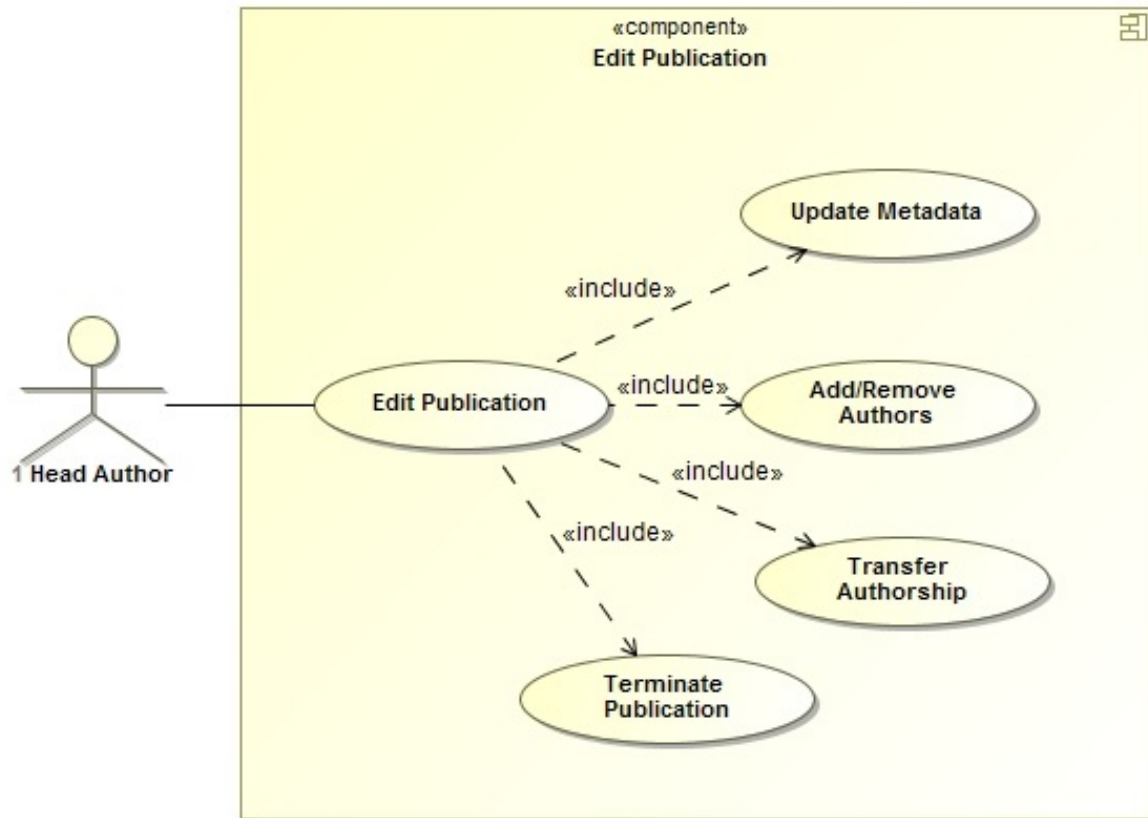 «component»
Edit Publication
Update Metadata
«include»
Edit Publication
«include»
Add/Remove
Authors
1 Head Author
«include»
Transfer
Authorship
«include»
Terminate
Publication